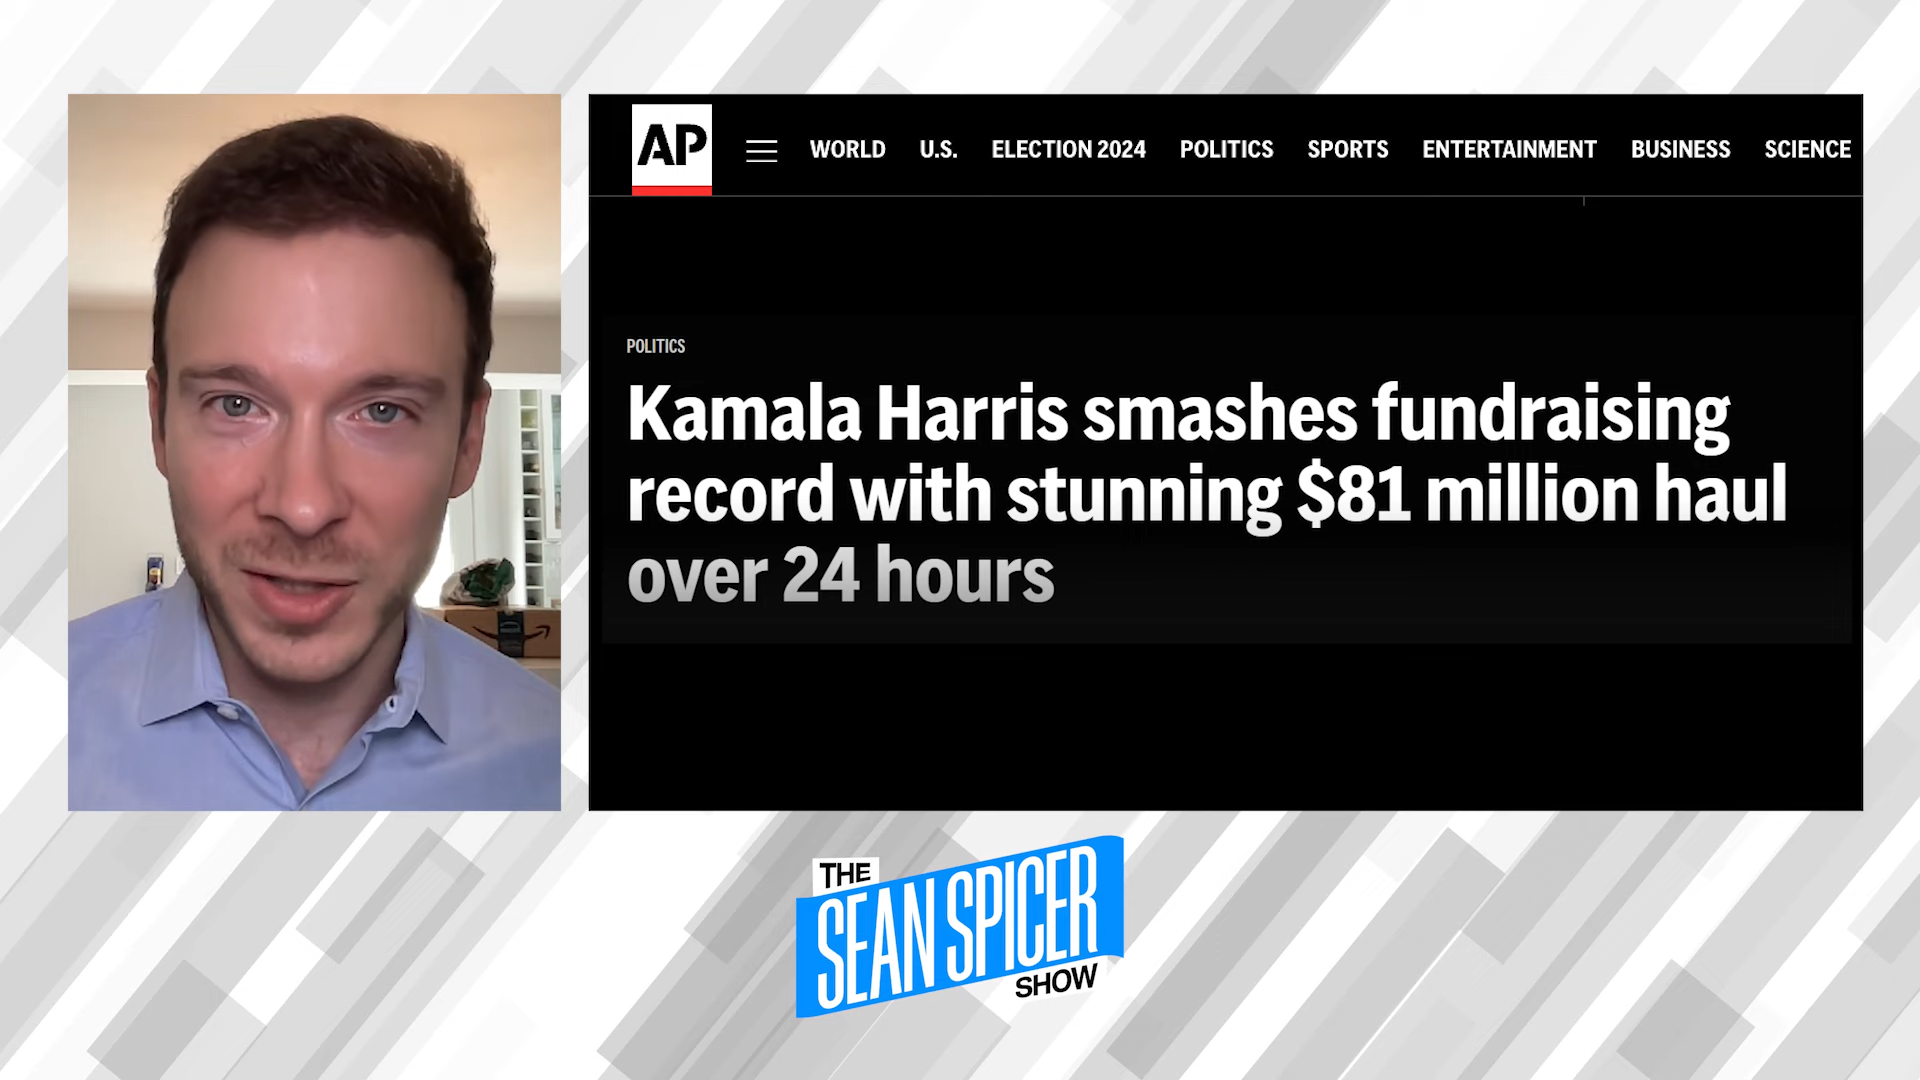 AP
WORLD U.S. ELECTION 2024 POLITICS SPORTS ENTERTAINMENT BUSINESS SCIENCE
POLITICS
Kamala Harris smashes fundraising
record with stunning $81 million haul
over 24 hours
THE
SEAN SPICER
SHOW